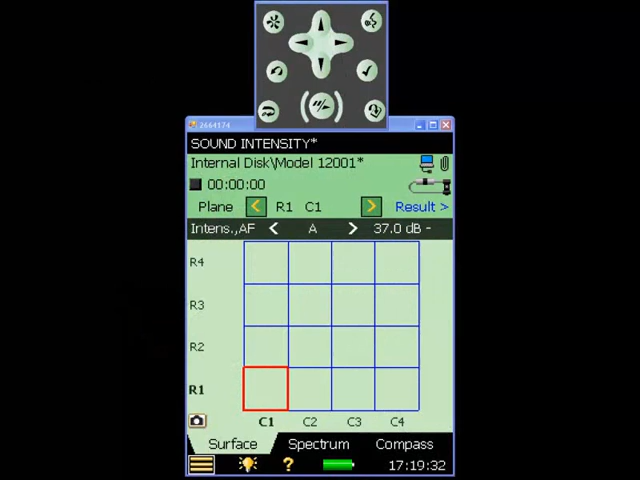 2664174
SOUND INTENSITY*
Internal Disk\Model 12001*
00:00:00
Plane < R1 C1 > Result >
Intens.,AF < A > 37.0 dB -
R4
R3
R2
R1
C1 C2 C3 C4
Surface Spectrum Compass
? 17:19:32